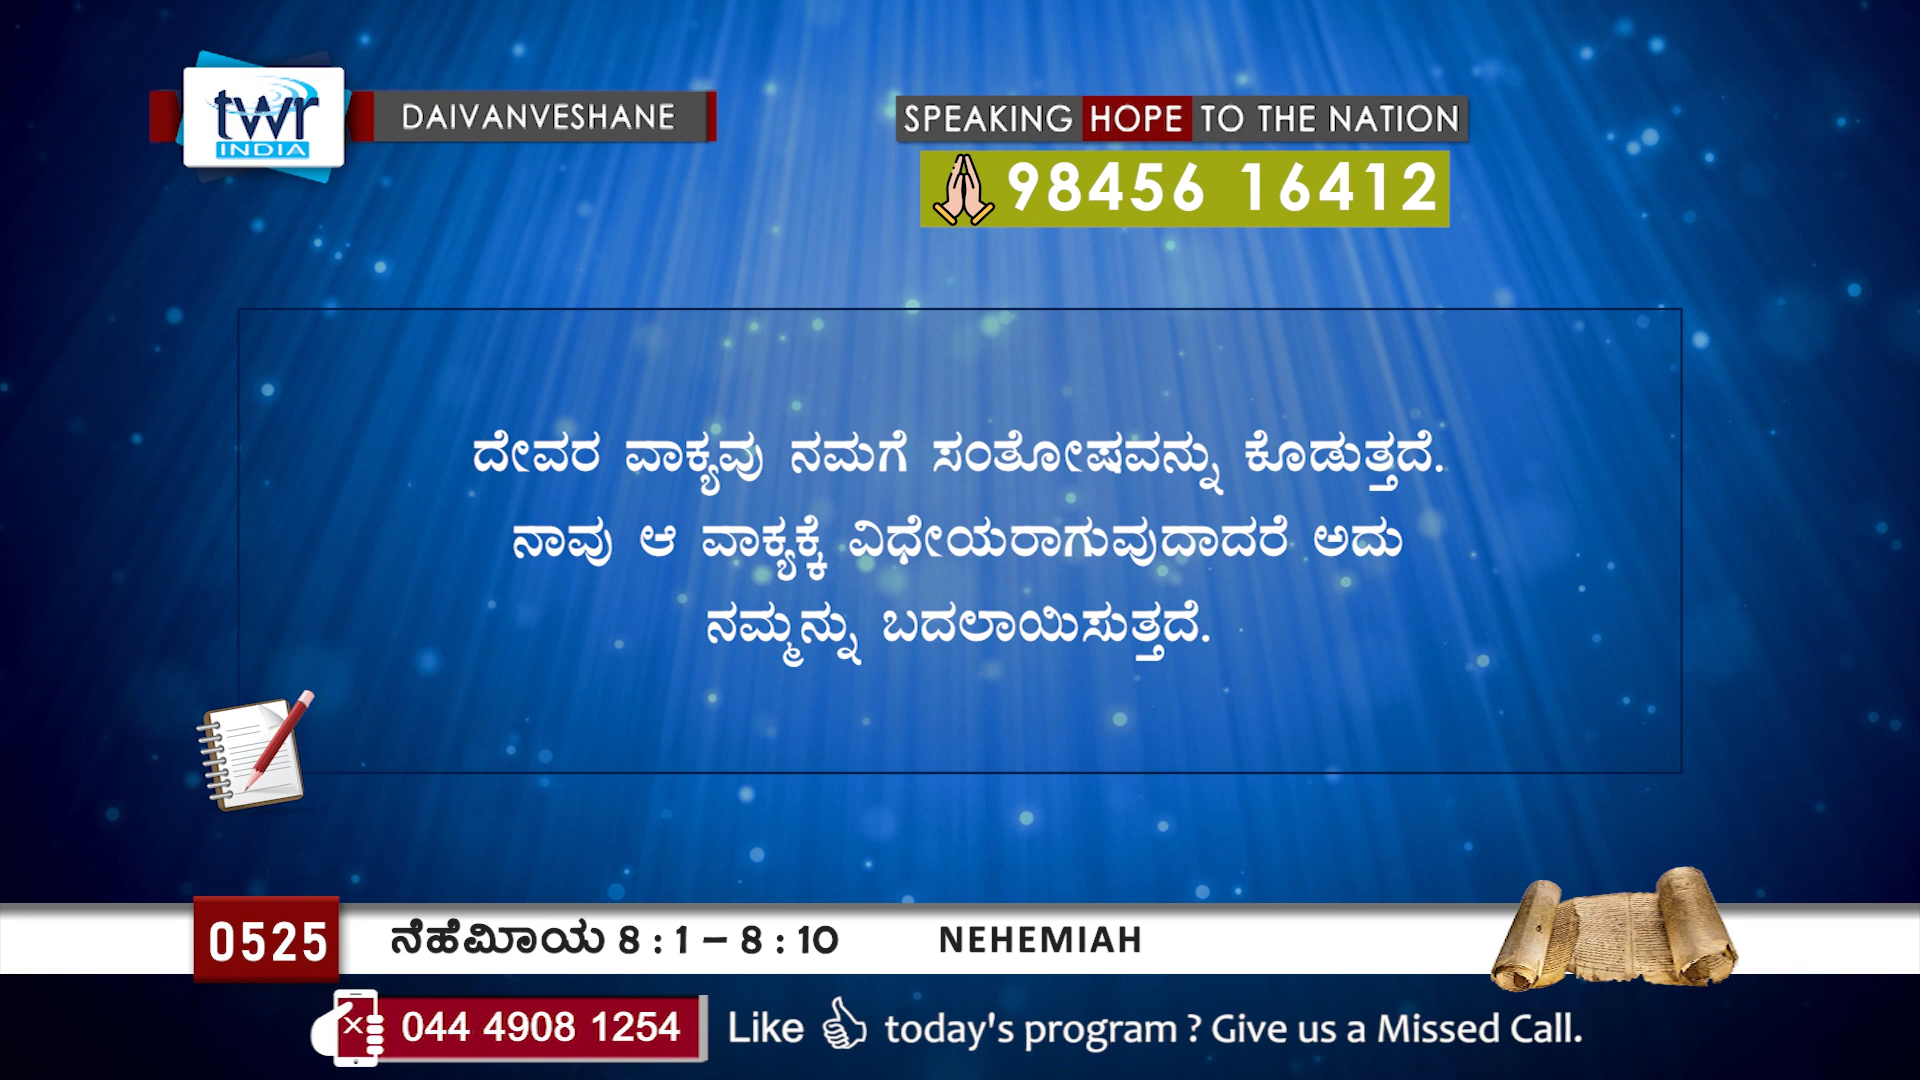 twr
INDIA
DAIVANVESHANE
SPEAKING HOPE TO THE NATION
98456 16412
ದೇವರ ವಾಕ್ಯವು ನಮಗೆ ಸಂತೋಷವನ್ನು ಕೊಡುತ್ತದೆ.
ನಾವು ಆ ವಾಕ್ಯಕ್ಕೆ ವಿಧೇಯರಾಗುವುದಾದರೆ ಅದು
ನಮ್ಮನ್ನು ಬದಲಾಯಿಸುತ್ತದೆ.
0525 ನೆಹೆಮಿಾಯ 8 : 1 – 8 : 10 NEHEMIAH
044 4908 1254 Like today's program ? Give us a Missed Call.